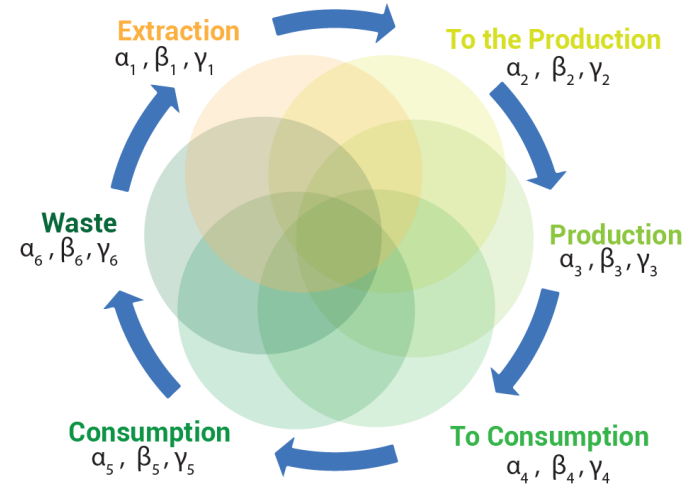 Extraction
α₁ , β₁ , γ₁
To the Production
α₂ , β₂ , γ₂
Production
α₃ , β₃ , γ₃
To Consumption
α₄ , β₄ , γ₄
Consumption
α₅ , β₅ , γ₅
Waste
α₆ , β₆ , γ₆